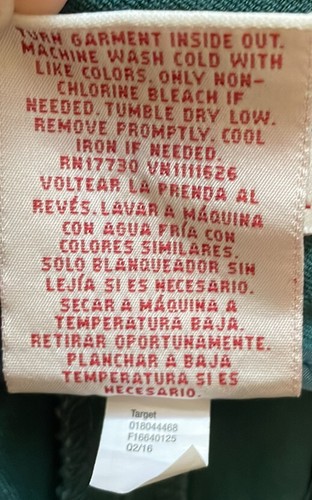 TURN GARMENT INSIDE OUT.
MACHINE WASH COLD WITH
LIKE COLORS. ONLY NON-
CHLORINE BLEACH IF
NEEDED. TUMBLE DRY LOW.
REMOVE PROMPTLY. COOL
IRON IF NEEDED.
RN17730 VN1111626
VOLTEAR LA PRENDA AL
REVÉS. LAVAR A MÁQUINA
CON AGUA FRÍA CON
COLORES SIMILARES.
SOLO BLANQUEADOR SIN
LEJÍA SI ES NECESARIO.
SECAR A MÁQUINA A
TEMPERATURA BAJA.
RETIRAR OPORTUNAMENTE.
PLANCHAR A BAJA
TEMPERATURA SI ES
NECESARIO.
Target
018044468
F16640125
Q2/16